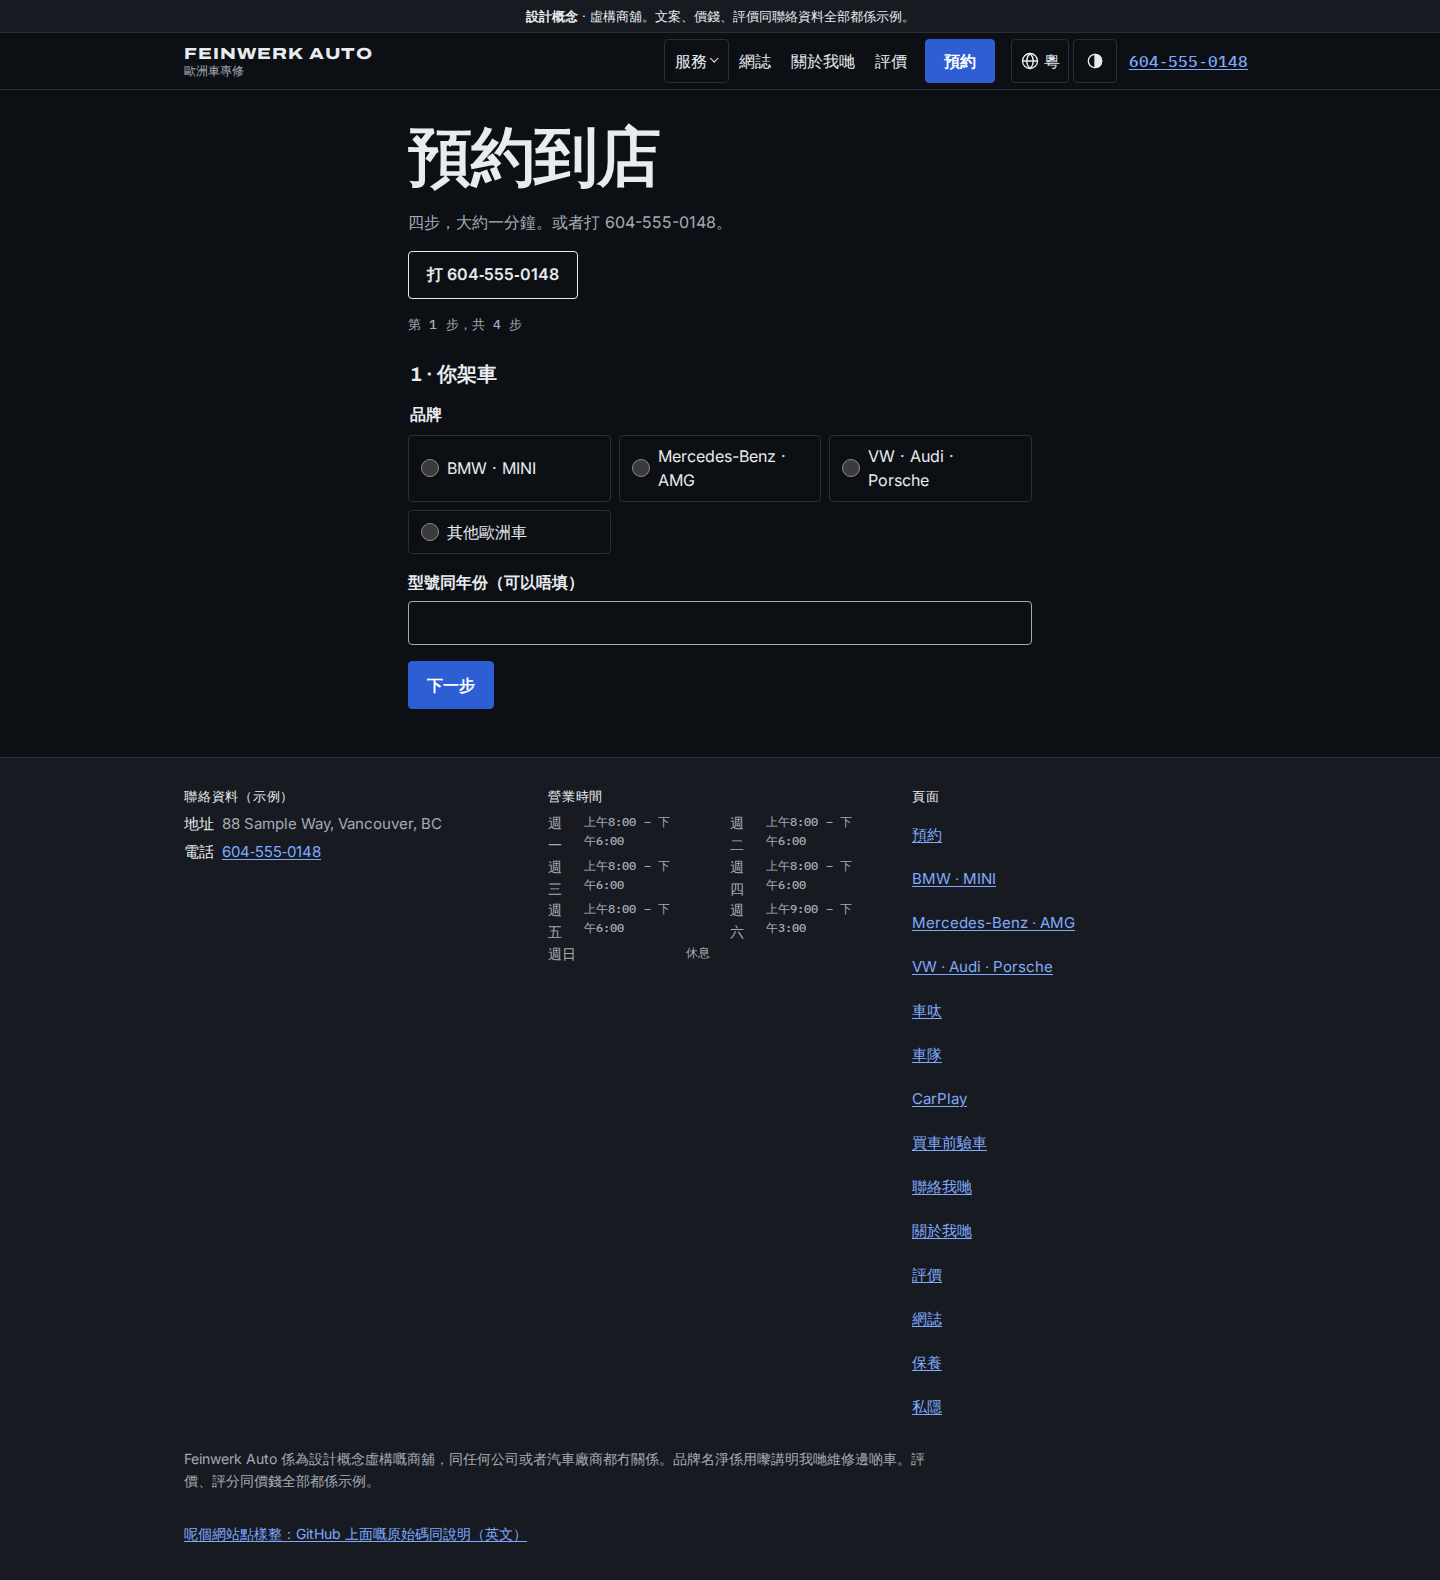 設計概念 · 虛構商舖。文案、價錢、評價同聯絡資料全部都係示例。
FEINWERK AUTO
歐洲車專修
服務 網誌 關於我哋 評價 預約 粵 604-555-0148
預約到店
四步，大約一分鐘。或者打 604-555-0148。
打 604-555-0148
第 1 步，共 4 步
1 · 你架車
品牌
BMW · MINI
Mercedes-Benz ·
AMG
VW · Audi ·
Porsche
其他歐洲車
型號同年份（可以唔填）
下一步
聯絡資料（示例）
地址 88 Sample Way, Vancouver, BC
電話 604-555-0148
營業時間
週一 上午8:00 – 下午6:00
週二 上午8:00 – 下午6:00
週三 上午8:00 – 下午6:00
週四 上午8:00 – 下午6:00
週五 上午8:00 – 下午6:00
週六 上午9:00 – 下午3:00
週日 休息
頁面
預約
BMW · MINI
Mercedes-Benz · AMG
VW · Audi · Porsche
車呔
車隊
CarPlay
買車前驗車
聯絡我哋
關於我哋
評價
網誌
保養
私隱
Feinwerk Auto 係為設計概念虛構嘅商舖，同任何公司或者汽車廠商都冇關係。品牌名淨係用嚟講明我哋維修邊啲車。評
價、評分同價錢全部都係示例。
呢個網站點樣整：GitHub 上面嘅原始碼同說明（英文）